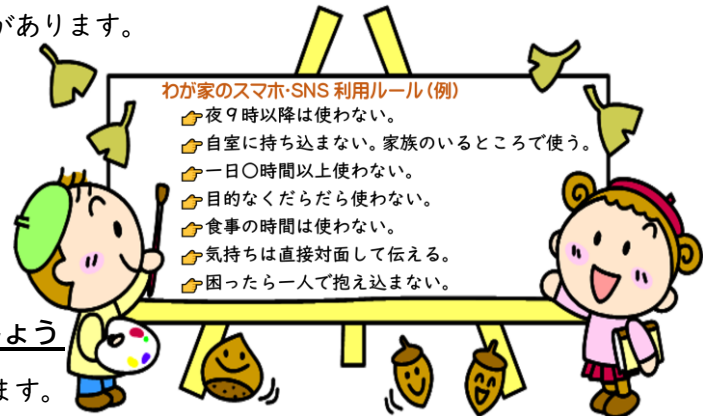 があります。
わが家のスマホ・SNS 利用ルール(例)
夜9時以降は使わない。
自室に持ち込まない。家族のいるところで使う。
一日〇時間以上使わない。
目的なくだらだら使わない。
食事の時間は使わない。
気持ちは直接対面して伝える。
困ったら一人で抱え込まない。
ょう
ます。